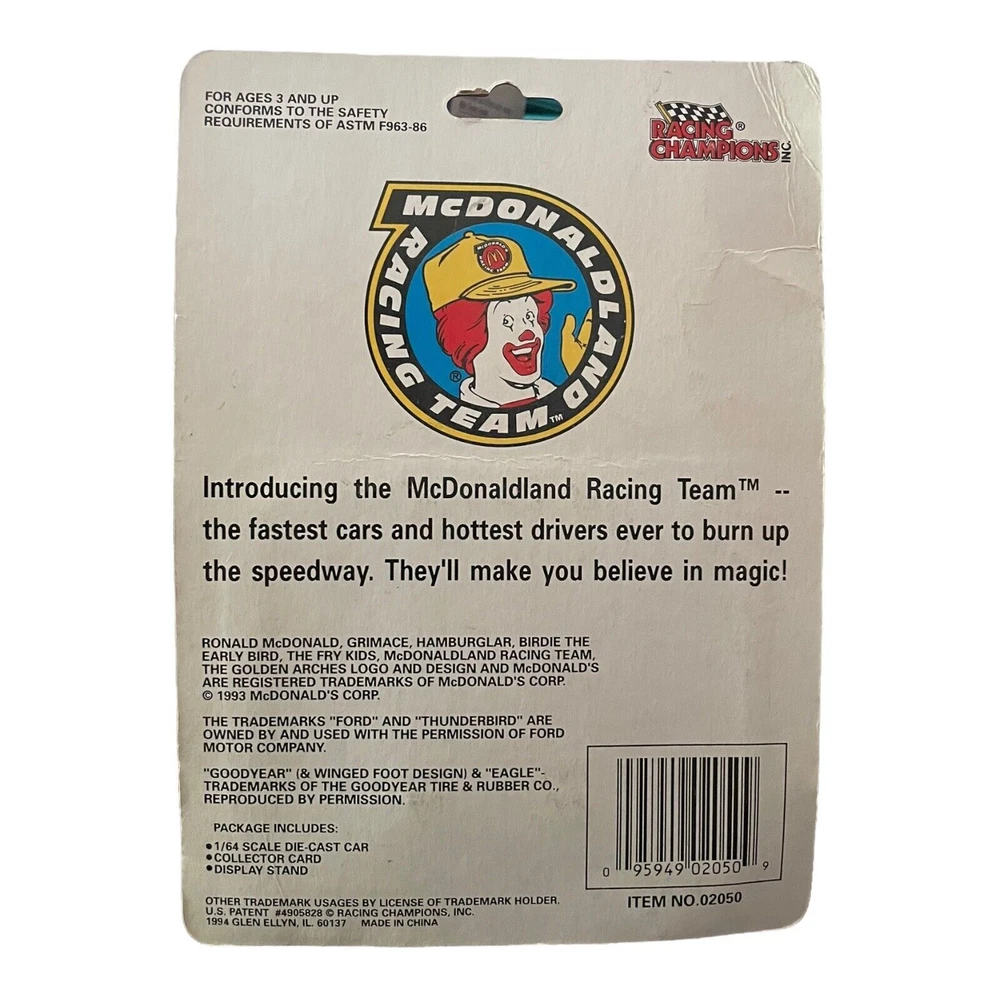 FOR AGES 3 AND UP
CONFORMS TO THE SAFETY
REQUIREMENTS OF ASTM F963-86
RACING ®
CHAMPIONS INC.
McDONALDLAND
RACING TEAM™
®
Introducing the McDonaldland Racing Team™ --
the fastest cars and hottest drivers ever to burn up
the speedway. They'll make you believe in magic!
RONALD McDONALD, GRIMACE, HAMBURGLAR, BIRDIE THE
EARLY BIRD, THE FRY KIDS, McDONALDLAND RACING TEAM,
THE GOLDEN ARCHES LOGO AND DESIGN AND McDONALD'S
ARE REGISTERED TRADEMARKS OF McDONALD'S CORP.
© 1993 McDONALD'S CORP.
THE TRADEMARKS "FORD" AND "THUNDERBIRD" ARE
OWNED BY AND USED WITH THE PERMISSION OF FORD
MOTOR COMPANY.
"GOODYEAR" (& WINGED FOOT DESIGN) & "EAGLE"-
TRADEMARKS OF THE GOODYEAR TIRE & RUBBER CO.,
REPRODUCED BY PERMISSION.
PACKAGE INCLUDES:
•1/64 SCALE DIE-CAST CAR
•COLLECTOR CARD
•DISPLAY STAND
0 95949 02050 9
ITEM NO.02050
OTHER TRADEMARK USAGES BY LICENSE OF TRADEMARK HOLDER.
U.S. PATENT #4905828 © RACING CHAMPIONS, INC.
1994 GLEN ELLYN, IL. 60137 MADE IN CHINA